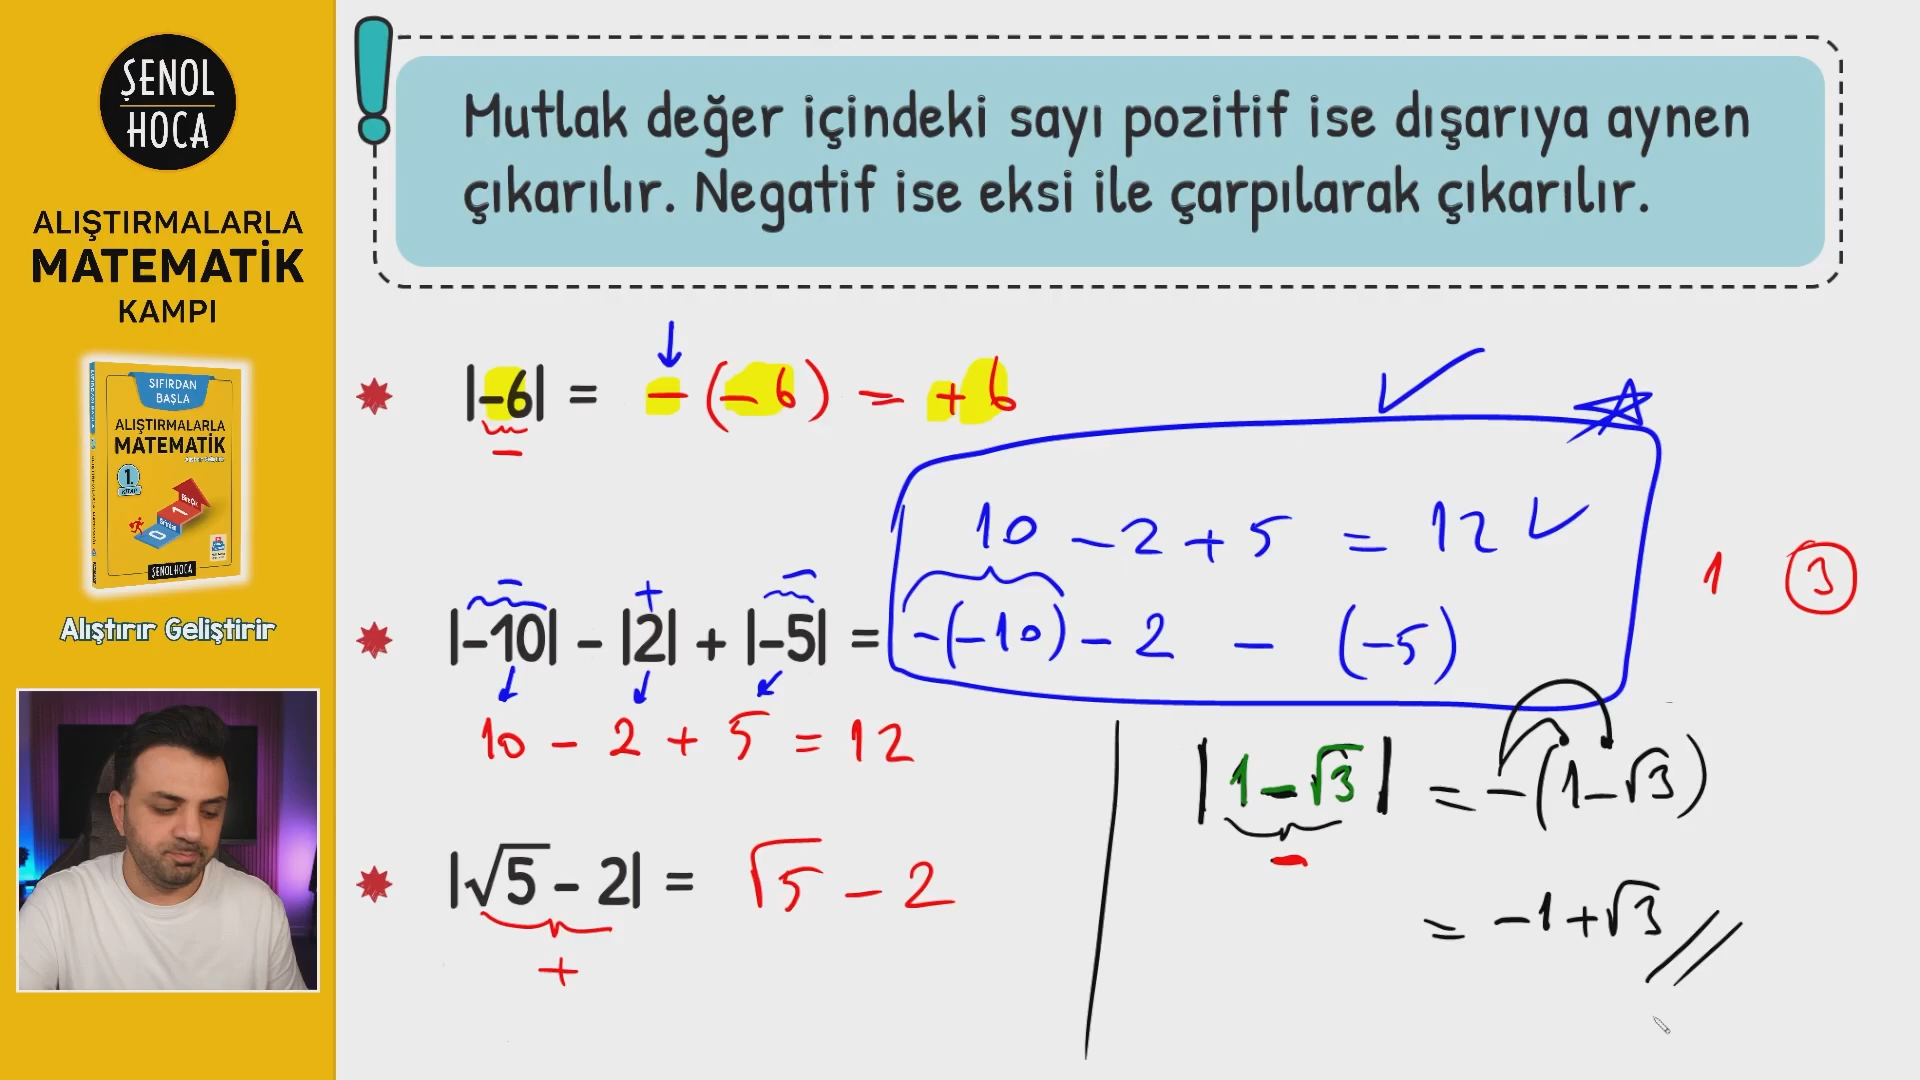 ŞENOL
HOCA
ALIŞTIRMALARLA
MATEMATİK
KAMPI
SIFIRDAN
BAŞLA
ALIŞTIRMALARLA
MATEMATİK
1.
0
1
ŞENOL HOCA
Alıştırır Geliştirir
Mutlak değer içindeki sayı pozitif ise dışarıya aynen
çıkarılır. Negatif ise eksi ile çarpılarak çıkarılır.
|-6| = - (-6) = +6
-
10 - 2 + 5 = 12
1 3
- + -
|-10| - |2| + |-5| = -(-10) - 2 - (-5)
10 - 2 + 5 = 12
|√5 - 2| = √5 - 2
+
|1-√3| = -(1-√3)
-
= -1+√3 //